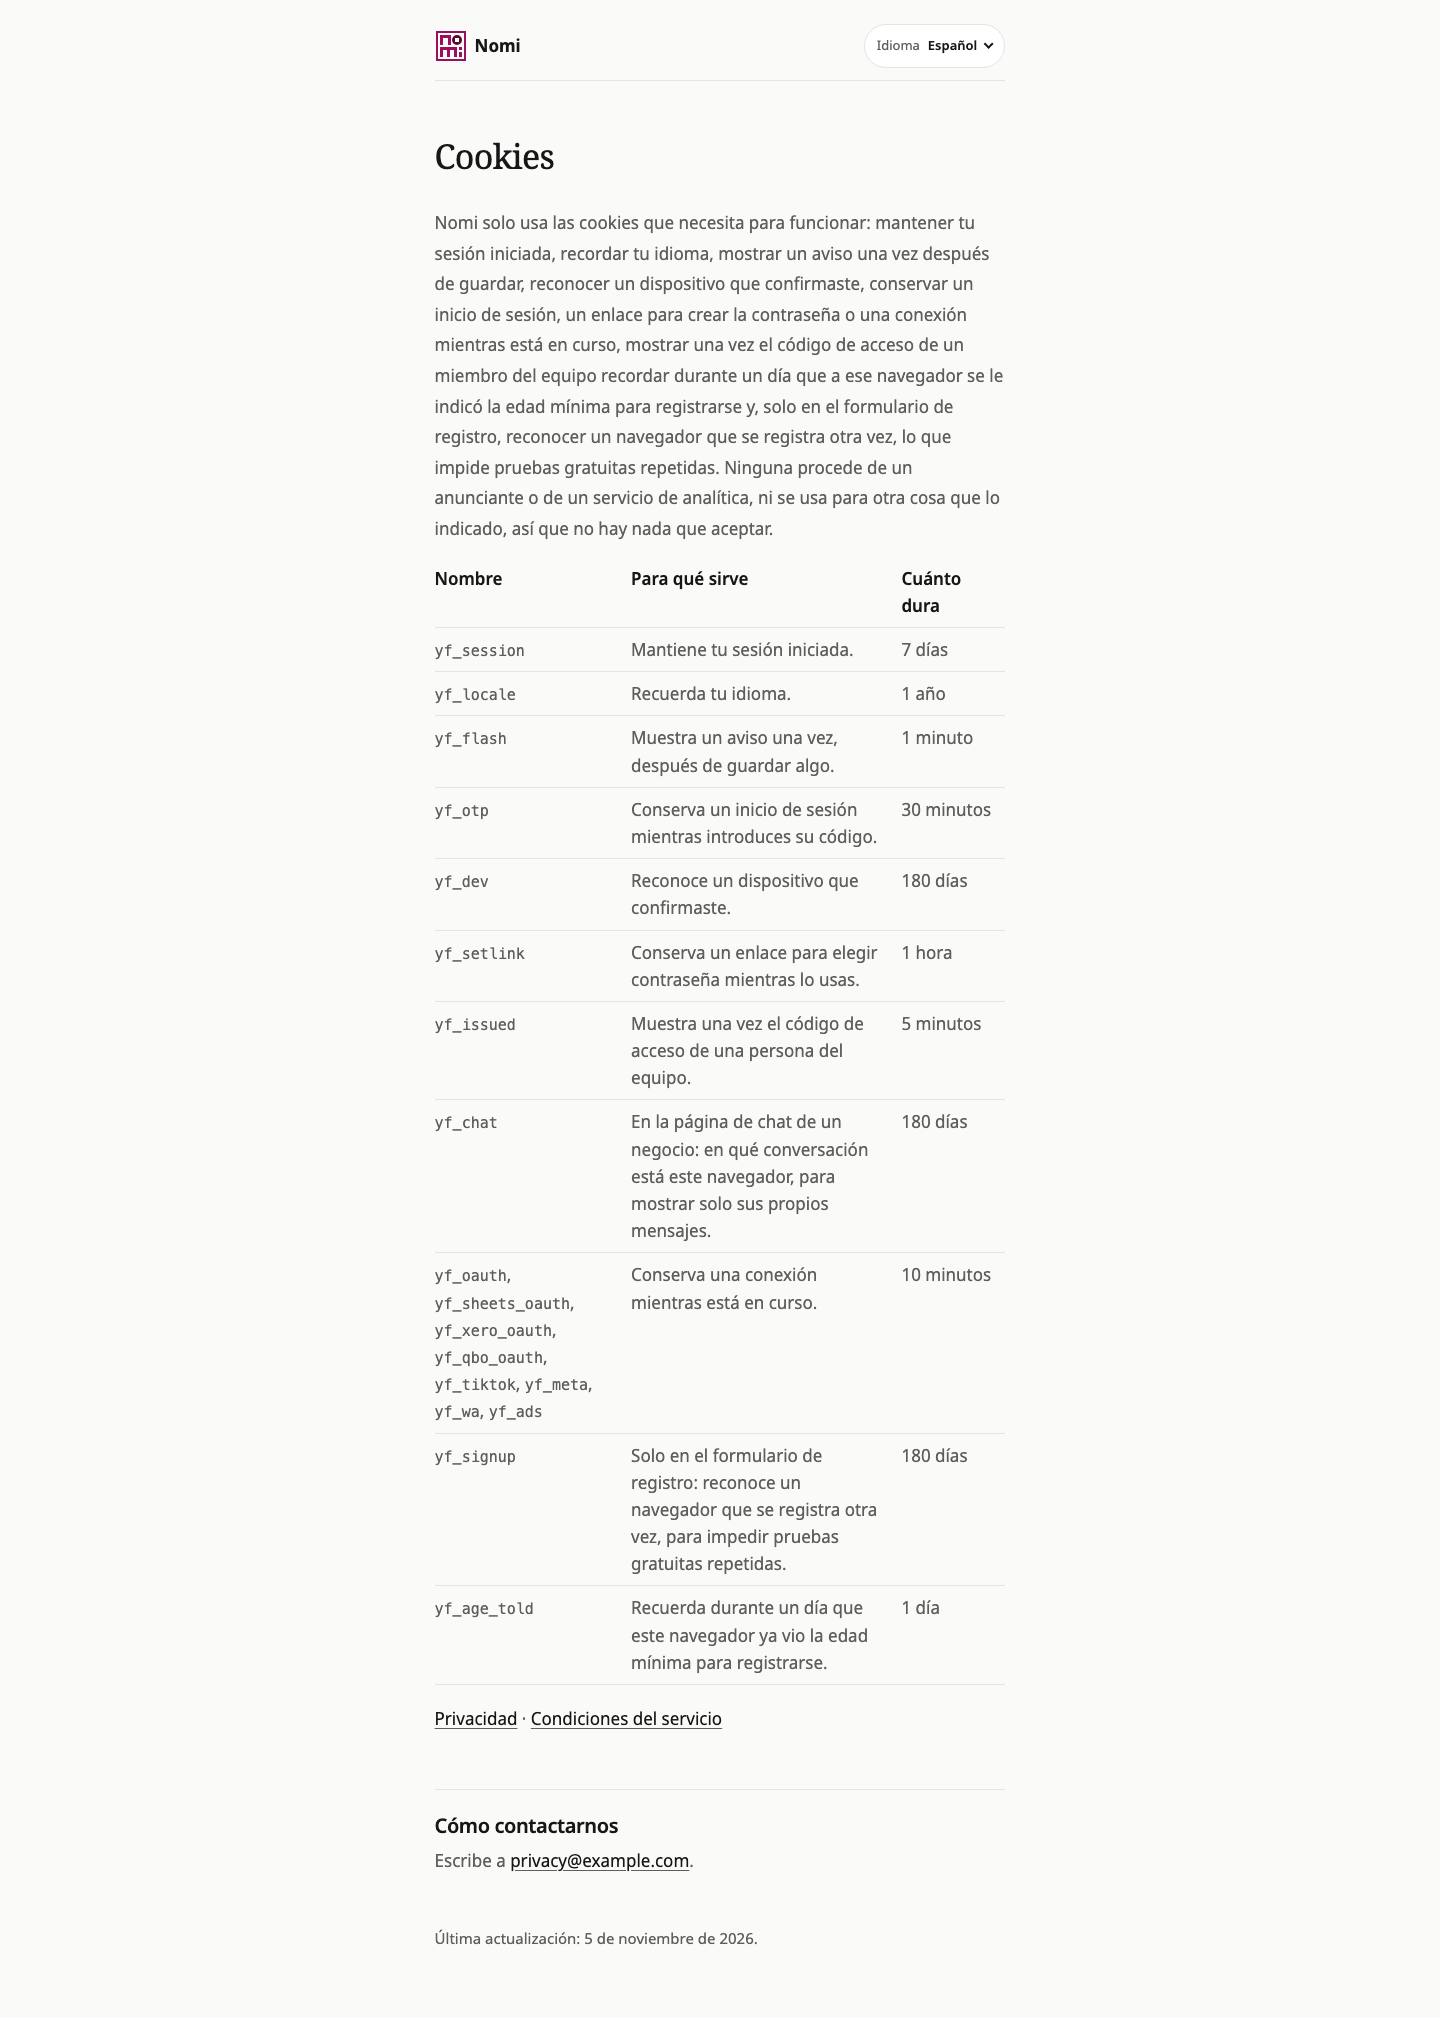 nomi Nomi
Idioma Español
Cookies
Nomi solo usa las cookies que necesita para funcionar: mantener tu
sesión iniciada, recordar tu idioma, mostrar un aviso una vez después
de guardar, reconocer un dispositivo que confirmaste, conservar un
inicio de sesión, un enlace para crear la contraseña o una conexión
mientras está en curso, mostrar una vez el código de acceso de un
miembro del equipo recordar durante un día que a ese navegador se le
indicó la edad mínima para registrarse y, solo en el formulario de
registro, reconocer un navegador que se registra otra vez, lo que
impide pruebas gratuitas repetidas. Ninguna procede de un
anunciante o de un servicio de analítica, ni se usa para otra cosa que lo
indicado, así que no hay nada que aceptar.
Nombre Para qué sirve Cuánto
dura
yf_session Mantiene tu sesión iniciada. 7 días
yf_locale Recuerda tu idioma. 1 año
yf_flash Muestra un aviso una vez, 1 minuto
después de guardar algo.
yf_otp Conserva un inicio de sesión 30 minutos
mientras introduces su código.
yf_dev Reconoce un dispositivo que 180 días
confirmaste.
yf_setlink Conserva un enlace para elegir 1 hora
contraseña mientras lo usas.
yf_issued Muestra una vez el código de 5 minutos
acceso de una persona del
equipo.
yf_chat En la página de chat de un 180 días
negocio: en qué conversación
está este navegador, para
mostrar solo sus propios
mensajes.
yf_oauth, Conserva una conexión 10 minutos
yf_sheets_oauth, mientras está en curso.
yf_xero_oauth,
yf_qbo_oauth,
yf_tiktok, yf_meta,
yf_wa, yf_ads
yf_signup Solo en el formulario de 180 días
registro: reconoce un
navegador que se registra otra
vez, para impedir pruebas
gratuitas repetidas.
yf_age_told Recuerda durante un día que 1 día
este navegador ya vio la edad
mínima para registrarse.
Privacidad · Condiciones del servicio
Cómo contactarnos
Escribe a privacy@example.com.
Última actualización: 5 de noviembre de 2026.